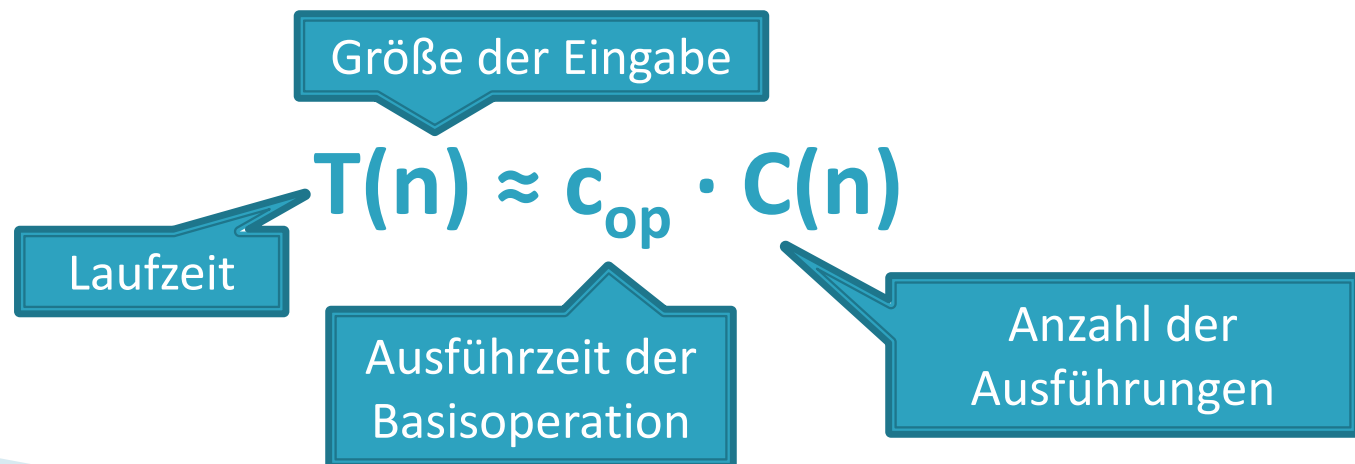 Größe der Eingabe
T(n) ≈ c_op · C(n)
Laufzeit
Ausführzeit der
Basisoperation
Anzahl der
Ausführungen